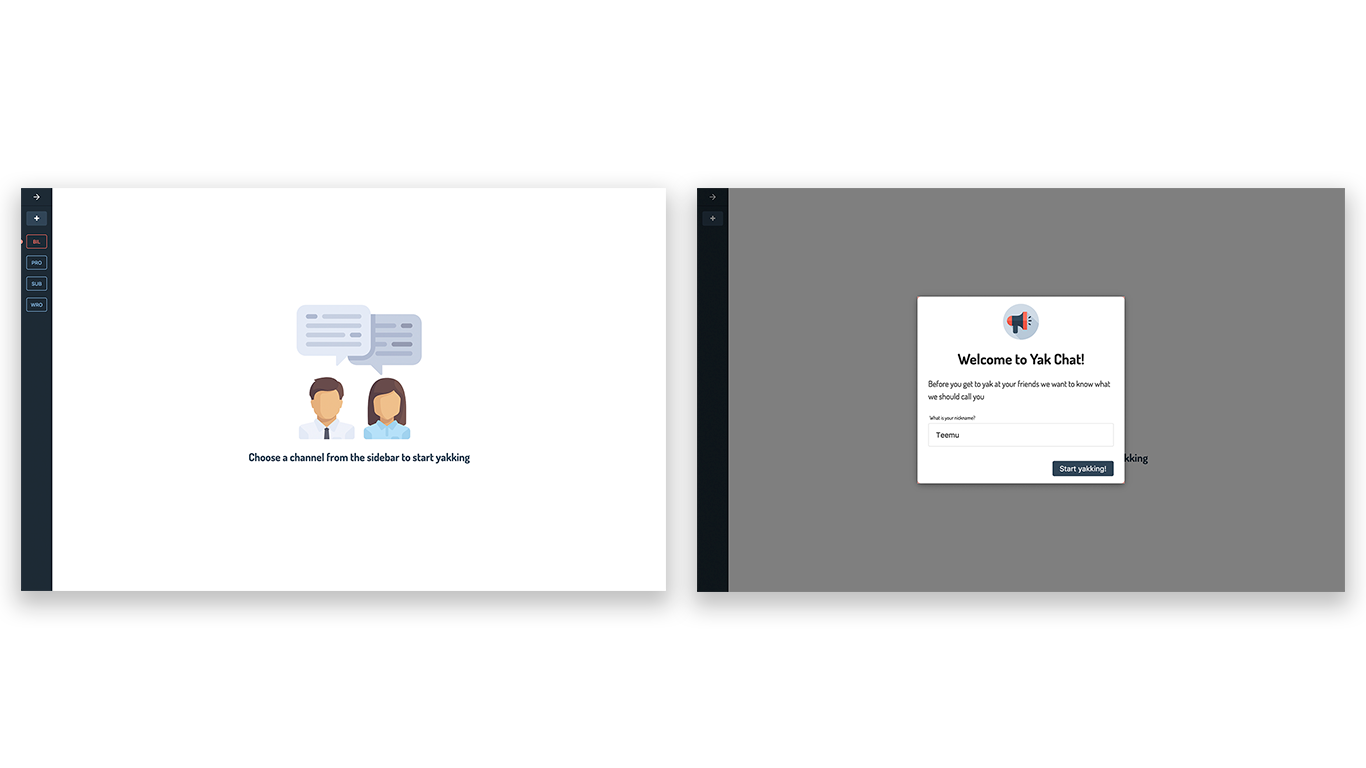 BIL
PRO
SUB
WRO
Choose a channel from the sidebar to start yakking
Welcome to Yak Chat!
Before you get to yak at your friends we want to know what
we should call you
What is your nickname?
Teemu
kking
Start yakking!